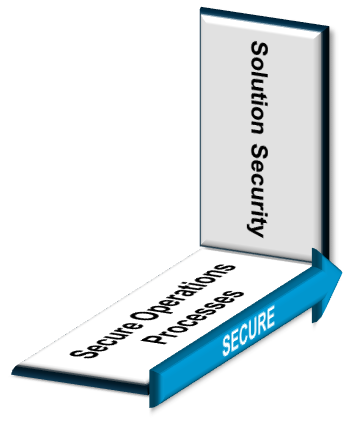 Solution Security
Secure Operations
Processes
SECURE